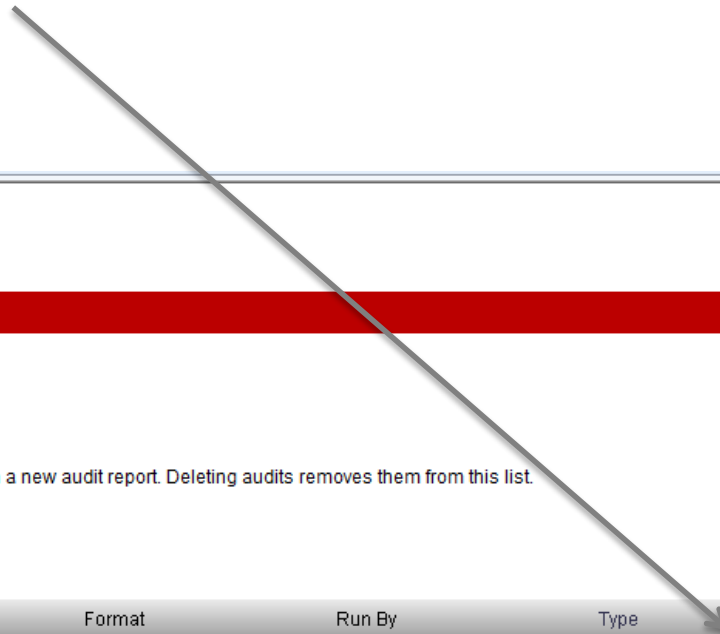 a new audit report. Deleting audits removes them from this list.
Format Run By Type